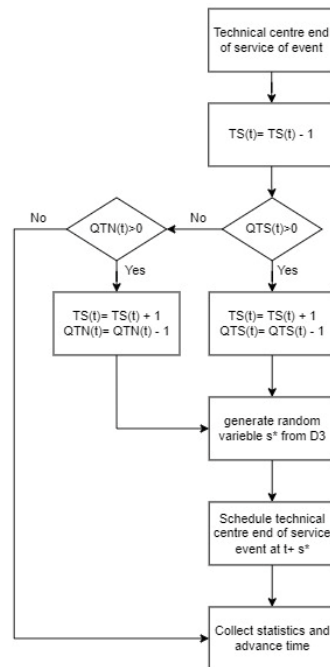 Technical centre end
of service of event
TS(t)= TS(t) - 1
No
QTN(t)>0
No
QTS(t)>0
Yes
Yes
TS(t)= TS(t) + 1
QTN(t)= QTN(t) - 1
TS(t)= TS(t) + 1
QTS(t)= QTS(t) - 1
generate random
varieble s* from D3
Schedule technical
centre end of service
event at t+ s*
Collect statistics and
advance time